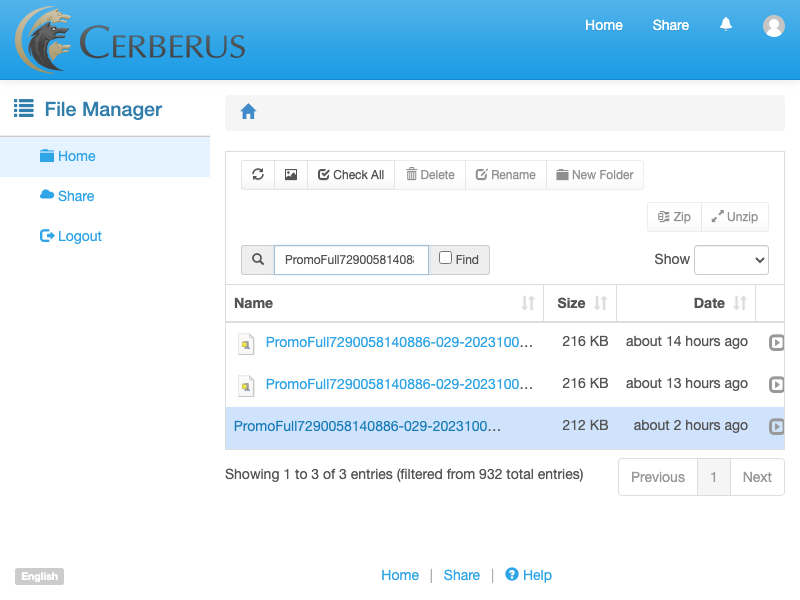 CERBERUS
Home Share
File Manager
Home
Share
Logout
Check All Delete Rename New Folder
Zip Unzip
PromoFull72900581408 Find Show
Name Size Date
PromoFull7290058140886-029-2023100... 216 KB about 14 hours ago
PromoFull7290058140886-029-2023100... 216 KB about 13 hours ago
PromoFull7290058140886-029-2023100... 212 KB about 2 hours ago
Showing 1 to 3 of 3 entries (filtered from 932 total entries) Previous 1 Next
English Home | Share | Help